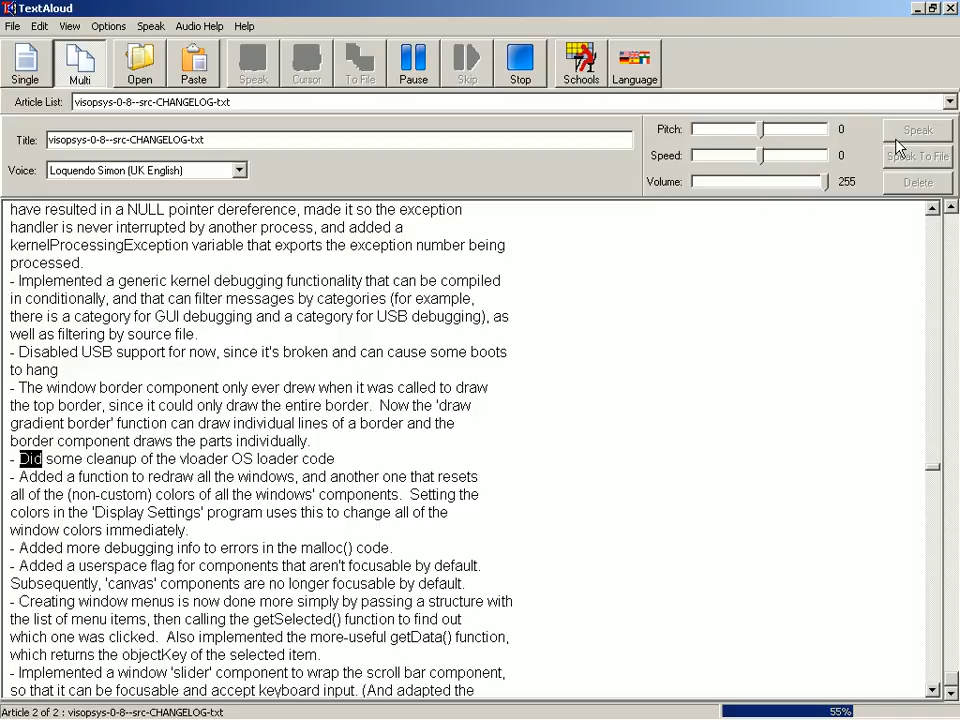 TextAloud
File Edit View Options Speak Audio Help Help
Single Multi Open Paste Speak Cursor To File Pause Skip Stop Schools Language
Article List: visopsys-0-8--src-CHANGELOG-txt
Title: visopsys-0-8--src-CHANGELOG-txt
Pitch: 0 Speak
Speed: 0 Speak To File
Voice: Loquendo Simon (UK English)
Volume: 255 Delete
have resulted in a NULL pointer dereference, made it so the exception
handler is never interrupted by another process, and added a
kernelProcessingException variable that exports the exception number being
processed.
- Implemented a generic kernel debugging functionality that can be compiled
in conditionally, and that can filter messages by categories (for example,
there is a category for GUI debugging and a category for USB debugging), as
well as filtering by source file.
- Disabled USB support for now, since it's broken and can cause some boots
to hang
- The window border component only ever drew when it was called to draw
the top border, since it could only draw the entire border.  Now the 'draw
gradient border' function can draw individual lines of a border and the
border component draws the parts individually.
- Did some cleanup of the vloader OS loader code
- Added a function to redraw all the windows, and another one that resets
all of the (non-custom) colors of all the windows' components.  Setting the
colors in the 'Display Settings' program uses this to change all of the
window colors immediately.
- Added more debugging info to errors in the malloc() code.
- Added a userspace flag for components that aren't focusable by default.
Subsequently, 'canvas' components are no longer focusable by default.
- Creating window menus is now done more simply by passing a structure with
the list of menu items, then calling the getSelected() function to find out
which one was clicked.  Also implemented the more-useful getData() function,
which returns the objectKey of the selected item.
- Implemented a window 'slider' component to wrap the scroll bar component,
so that it can be focusable and accept keyboard input. (And adapted the
Article 2 of 2 : visopsys-0-8--src-CHANGELOG-txt 55%